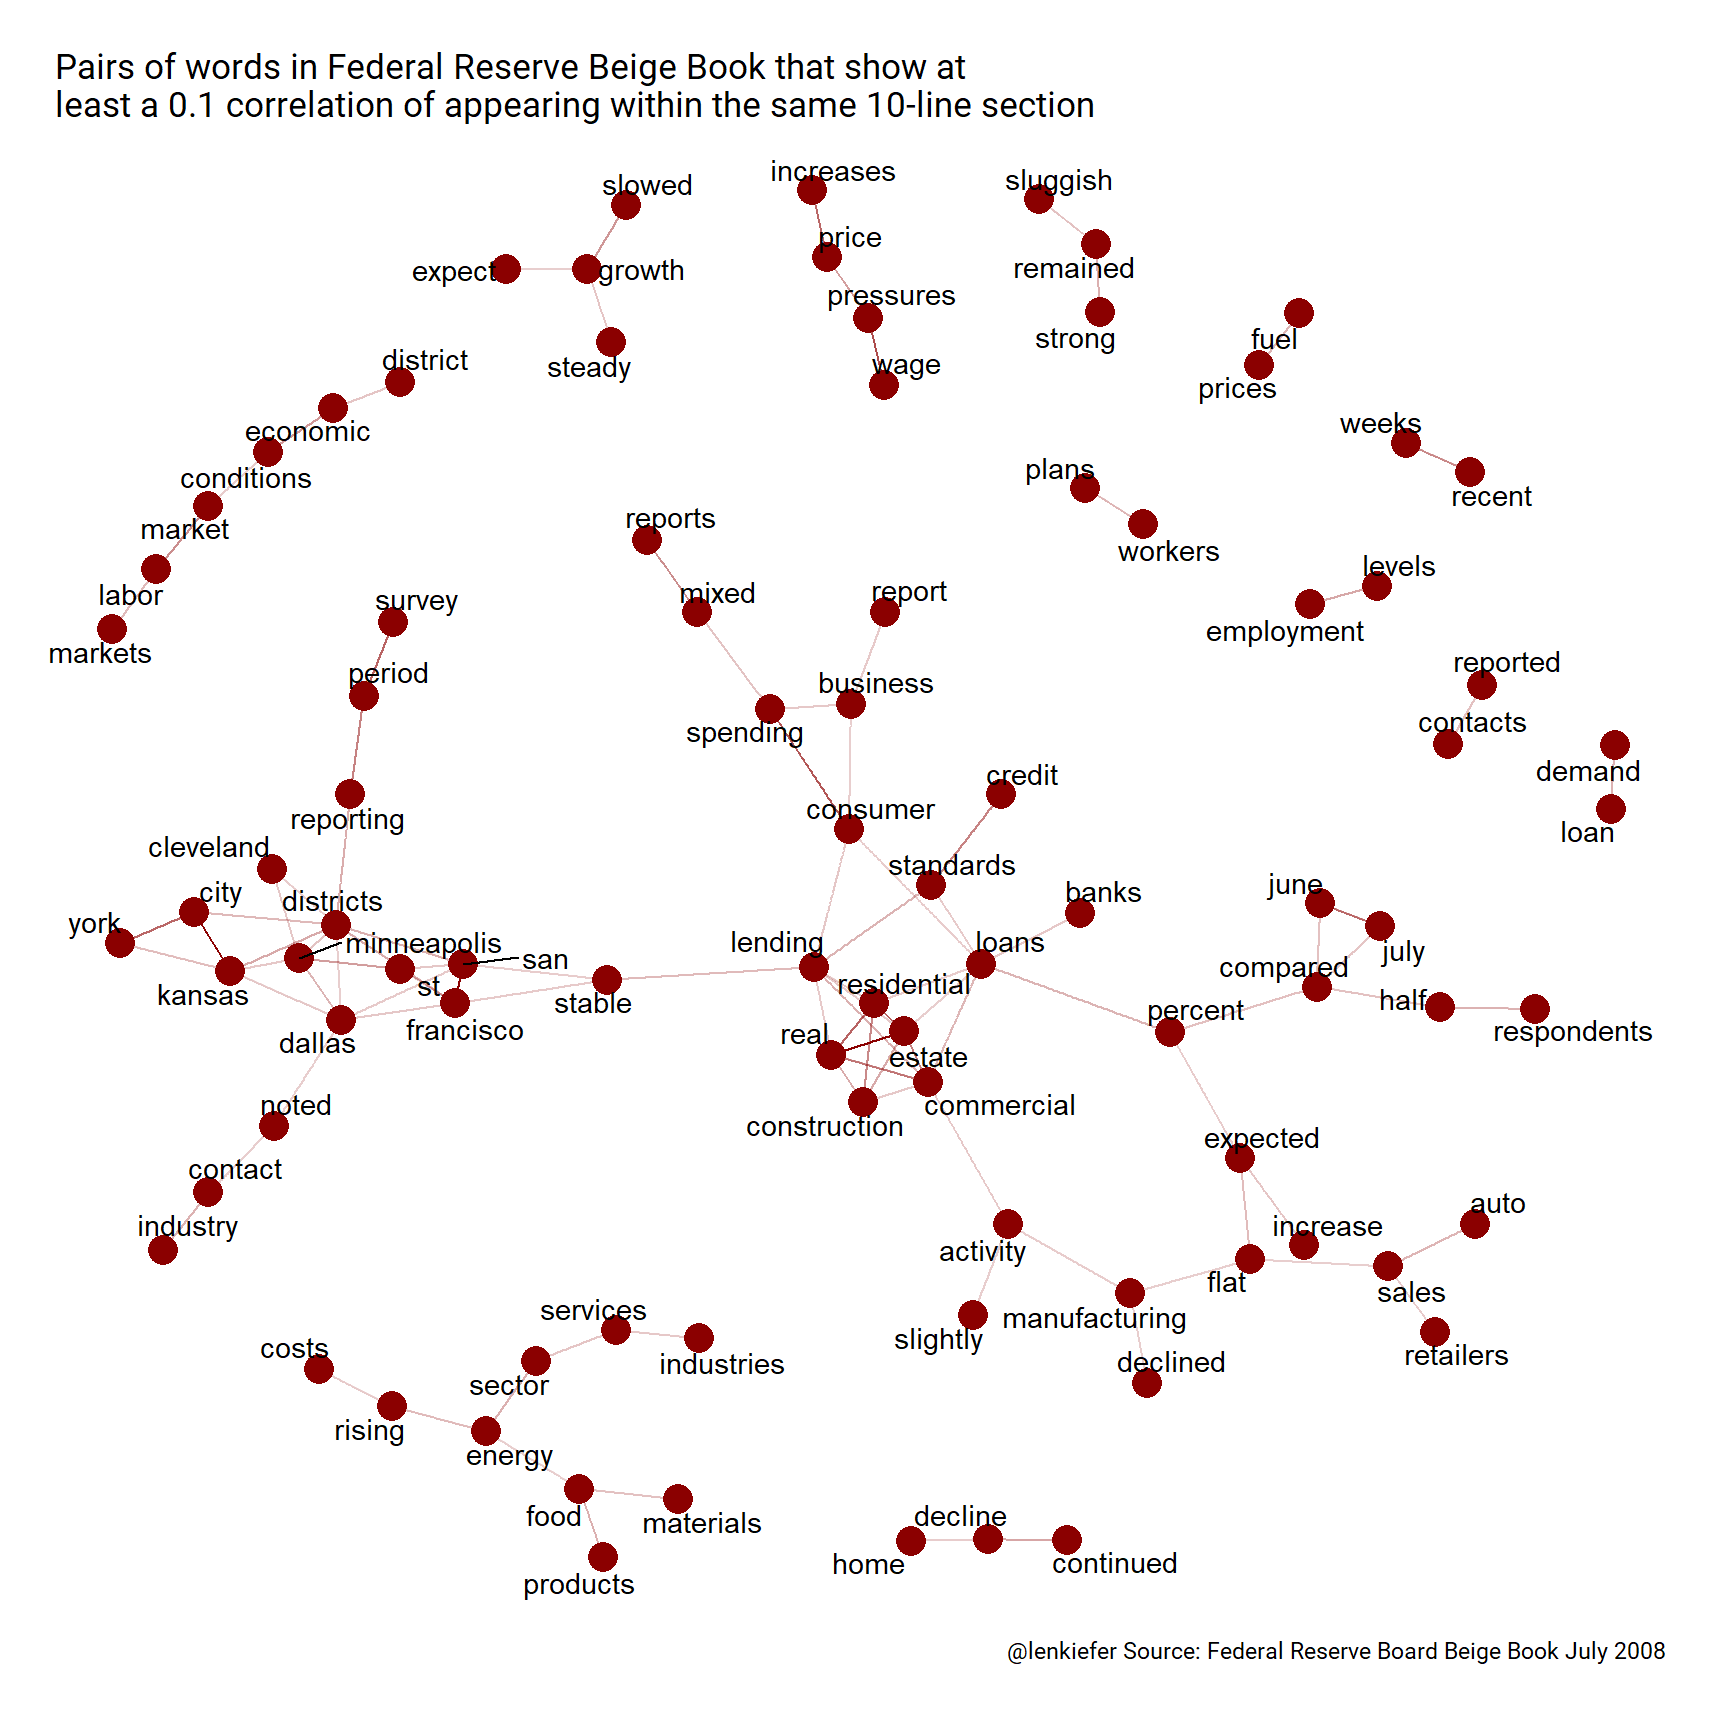 Pairs of words in Federal Reserve Beige Book that show at
least a 0.1 correlation of appearing within the same 10-line section
increases
sluggish
slowed
price
expect
growth
remained
pressures
strong
fuel
district
steady
wage
prices
economic
weeks
conditions
plans
recent
market
reports
workers
labor
levels
survey
mixed
report
employment
markets
period
business
reported
spending
contacts
credit
demand
reporting
consumer
loan
cleveland
standards
city
districts
banks
june
york
minneapolis
lending
loans
san
compared
july
kansas
st
stable
residential
half
percent
dallas
francisco
real
estate
respondents
noted
commercial
construction
expected
contact
industry
auto
increase
activity
flat
sales
services
manufacturing
slightly
costs
industries
declined
retailers
sector
rising
energy
food
materials
decline
home
continued
products
@lenkiefer Source: Federal Reserve Board Beige Book July 2008